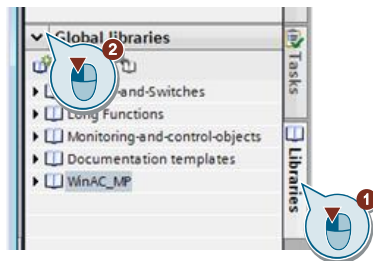 Global libraries
2
Tasks
-and-Switches
Long Functions
Monitoring-and-control-objects
Documentation templates
WinAC_MP
Libraries
1